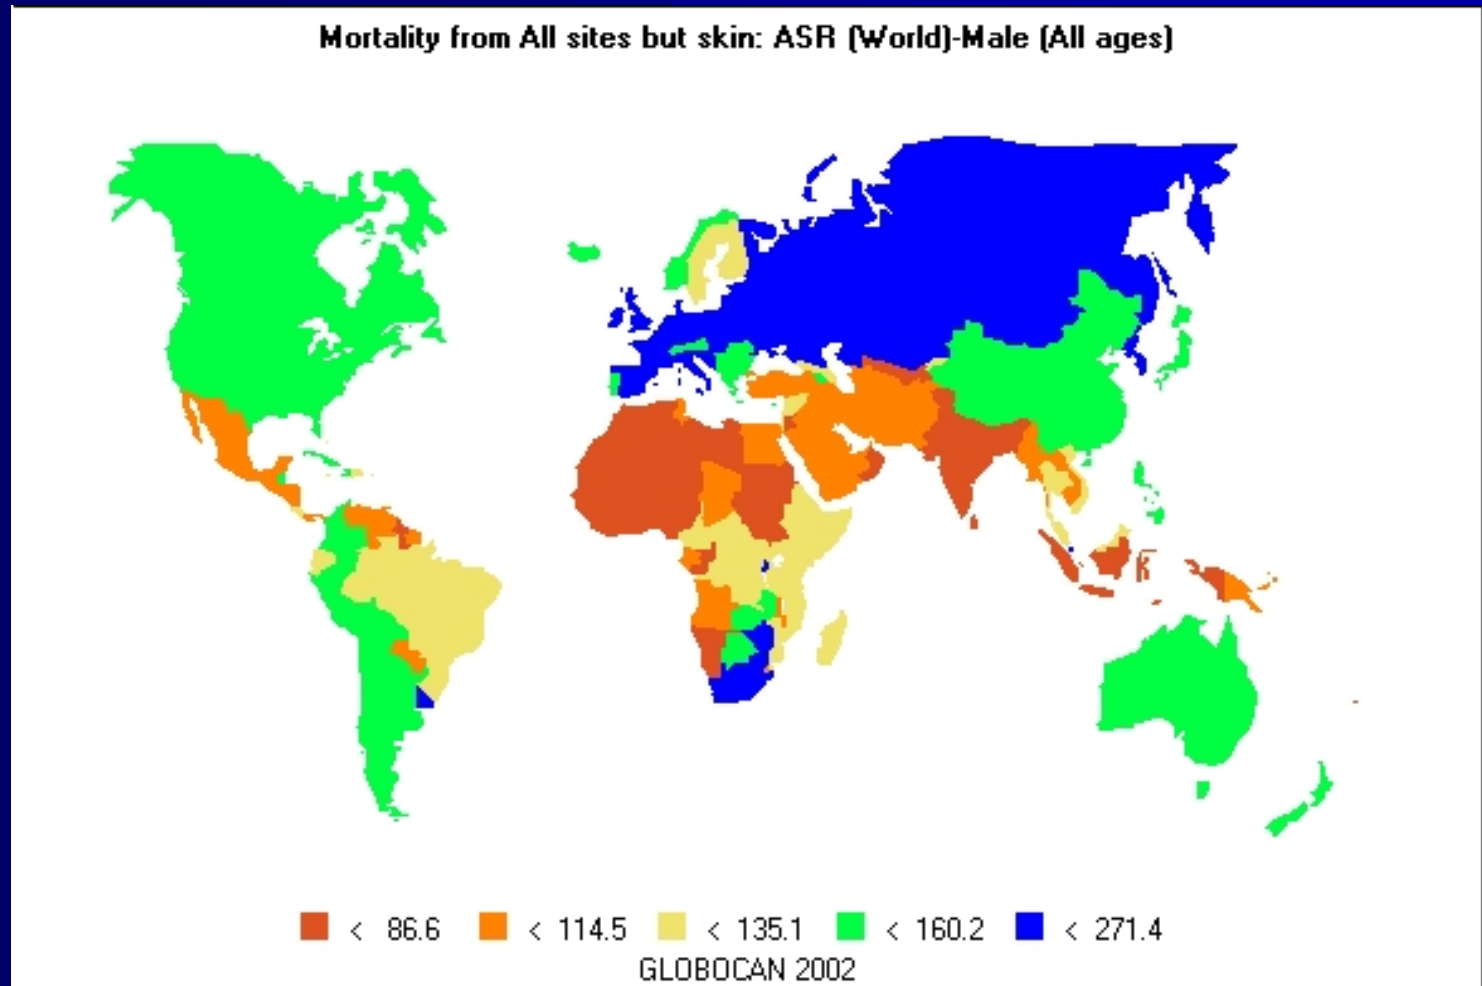 Mortality from All sites but skin: ASR (World)-Male (All ages)
< 86.6 < 114.5 < 135.1 < 160.2 < 271.4
GLOBOCAN 2002